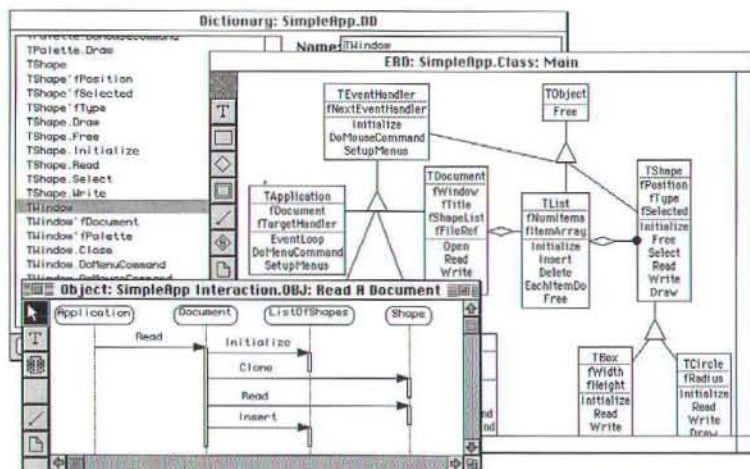 Dictionary: SimpleApp.DD
TPalette.Draw
TShape
TShape'fPosition
TShape'fSelected
TShape'fType
TShape.Draw
TShape.Free
TShape.Initialize
TShape.Read
TShape.Select
TShape.Write
TWindow
TWindow'fDocument
TWindow'fPalette
TWindow.Close
TWindow.DoMenuCommand
Name: TWindow
ERD: SimpleApp.Class: Main
T
TEventHandler
fNextEventHandler
Initialize
DoMouseCommand
SetupMenus
TObject
Free
TApplication
fDocument
fTargetHandler
EventLoop
DoMenuCommand
SetupMenus
TDocument
fWindow
fTitle
fShapeList
fFileRef
Open
Read
Write
TList
fNumItems
fItemArray
Initialize
Insert
Delete
EachItemDo
Free
TShape
fPosition
fType
fSelected
Initialize
Free
Select
Read
Write
Draw
TBox
fWidth
fHeight
Initialize
Read
Write
TCircle
fRadius
Initialize
Read
Write
Draw
Object: SimpleApp Interaction.OBJ: Read A Document
T
Application
Document
ListOfShapes
Shape
Read
Initialize
Clone
Read
Insert